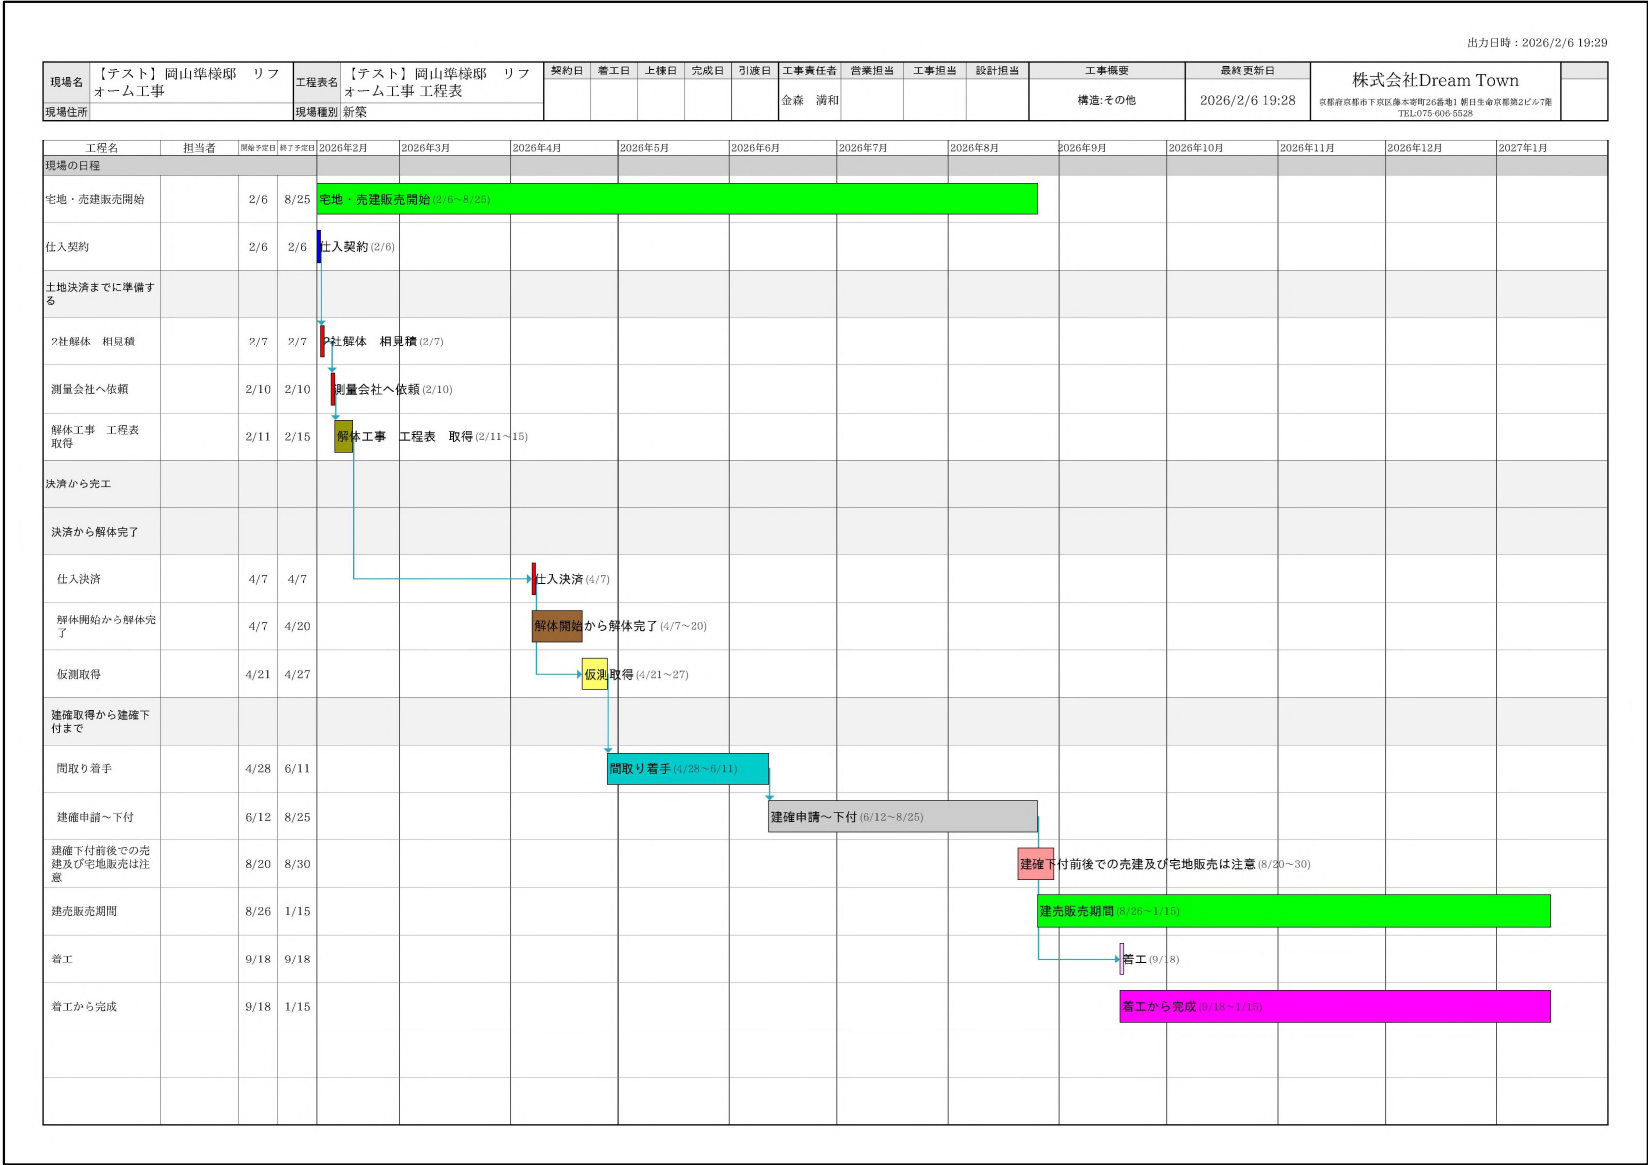 出力日時：2026/2/6 19:29
現場名 【テスト】岡山準様邸　リフォーム工事 工程表名 【テスト】岡山準様邸　リフォーム工事 工程表 契約日 着工日 上棟日 完成日 引渡日 工事責任者 営業担当 工事担当 設計担当 工事概要 最終更新日
金森　満和 構造:その他 2026/2/6 19:28
株式会社Dream Town
京都府京都市下京区藤本寄町26番地1 朝日生命京都第2ビル7階
TEL:075-606-5528
現場住所 現場種別 新築
工程名 担当者 開始予定日 終了予定日 2026年2月 2026年3月 2026年4月 2026年5月 2026年6月 2026年7月 2026年8月 2026年9月 2026年10月 2026年11月 2026年12月 2027年1月
現場の日程
宅地・売建販売開始 2/6 8/25 宅地・売建販売開始 (2/6～8/25)
仕入契約 2/6 2/6 仕入契約 (2/6)
土地決済までに準備す
る
2社解体　相見積 2/7 2/7 2社解体　相見積 (2/7)
測量会社へ依頼 2/10 2/10 測量会社へ依頼 (2/10)
解体工事　工程表
取得 2/11 2/15 解体工事　工程表　取得 (2/11～15)
決済から完工
決済から解体完了
仕入決済 4/7 4/7 仕入決済 (4/7)
解体開始から解体完
了 4/7 4/20 解体開始から解体完了 (4/7～20)
仮測取得 4/21 4/27 仮測取得 (4/21～27)
建確取得から建確下
付まで
間取り着手 4/28 6/11 間取り着手 (4/28～6/11)
建確申請～下付 6/12 8/25 建確申請～下付 (6/12～8/25)
建確下付前後での売
建及び宅地販売は注
意 8/20 8/30 建確下付前後での売建及び宅地販売は注意 (8/20～30)
建売販売期間 8/26 1/15 建売販売期間 (8/26～1/15)
着工 9/18 9/18 着工 (9/18)
着工から完成 9/18 1/15 着工から完成 (9/18～1/15)